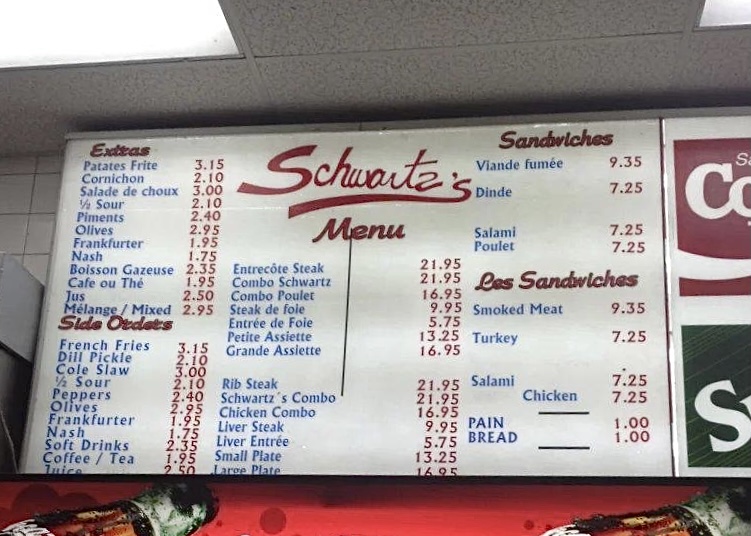 Extras
Patates Frite 3.15
Cornichon 2.10
Salade de choux 3.00
½ Sour 2.10
Piments 2.40
Olives 2.95
Frankfurter 1.95
Nash 1.75
Boisson Gazeuse 2.35
Cafe ou Thé 1.95
Jus 2.50
Mélange / Mixed 2.95
Side Orders
French Fries 3.15
Dill Pickle 2.10
Cole Slaw 3.00
½ Sour 2.10
Peppers 2.40
Olives 2.95
Frankfurter 1.95
Nash 1.75
Soft Drinks 2.35
Coffee / Tea 1.95
Juice 2.50
Schwartz's
Menu
Entrecôte Steak 21.95
Combo Schwartz 21.95
Combo Poulet 16.95
Steak de foie 9.95
Entrée de Foie 5.75
Petite Assiette 13.25
Grande Assiette 16.95
Rib Steak 21.95
Schwartz's Combo 21.95
Chicken Combo 16.95
Liver Steak 9.95
Liver Entrée 5.75
Small Plate 13.25
Large Plate 16.95
Sandwiches
Viande fumée 9.35
Dinde 7.25
Salami 7.25
Poulet 7.25
Les Sandwiches
Smoked Meat 9.35
Turkey 7.25
Salami 7.25
Chicken 7.25
PAIN 1.00
BREAD 1.00